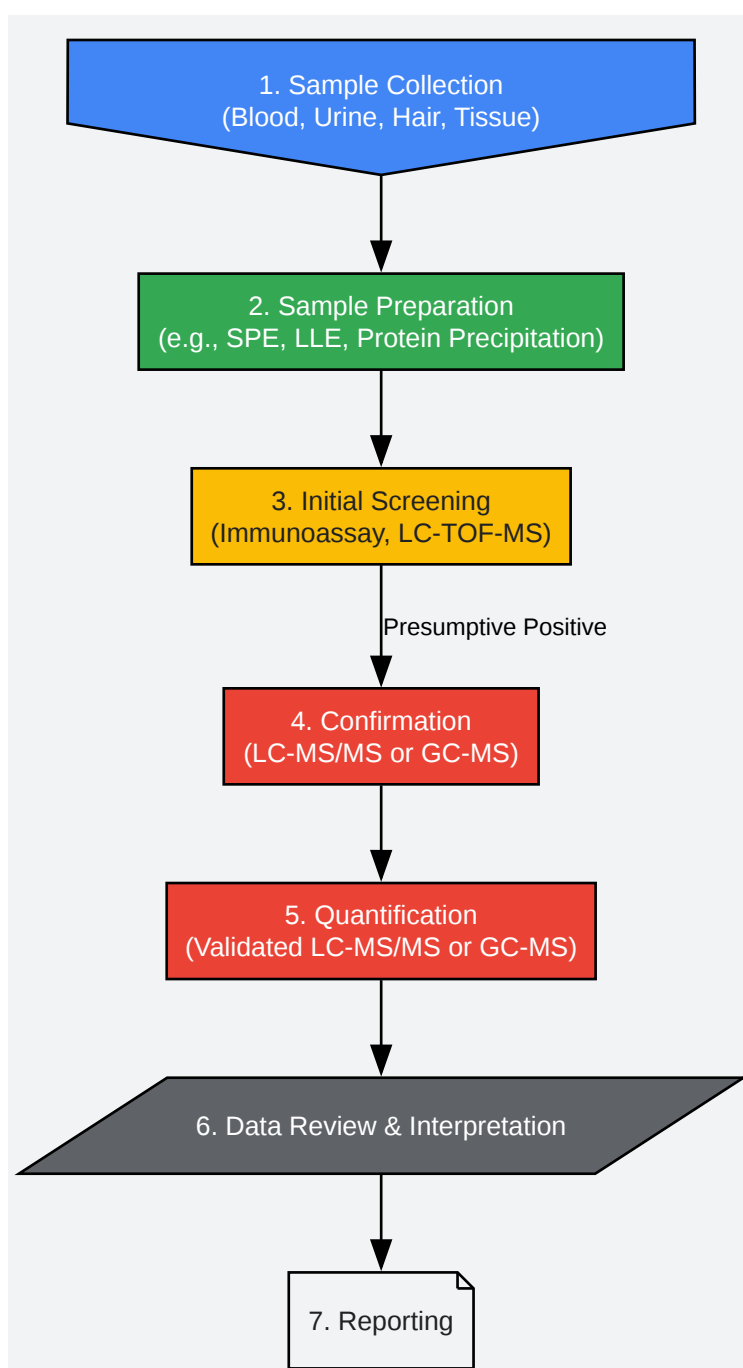 1. Sample Collection
(Blood, Urine, Hair, Tissue)
2. Sample Preparation
(e.g., SPE, LLE, Protein Precipitation)
3. Initial Screening
(Immunoassay, LC-TOF-MS)
Presumptive Positive
4. Confirmation
(LC-MS/MS or GC-MS)
5. Quantification
(Validated LC-MS/MS or GC-MS)
6. Data Review & Interpretation
7. Reporting